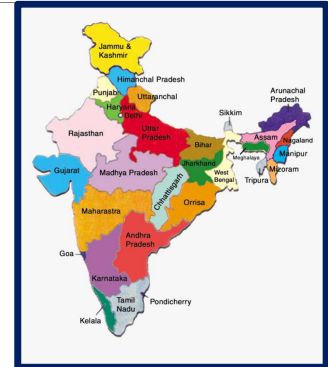 Jammu &
Kashmir
Himanchal Pradesh
Punjab
Uttaranchal
Haryana
Delhi
Arunachal
Pradesh
Sikkim
Rajasthan
Uttar
Pradesh
Assam
Nagaland
Bihar
Meghalaya
Manipur
Gujarat
Madhya Pradesh
Jharkhand
West
Bengal
Tripura
Mizoram
Chhattisgarh
Maharastra
Orrisa
Andhra
Pradesh
Goa
Karnataka
Tamil
Nadu
Pondicherry
Kelala